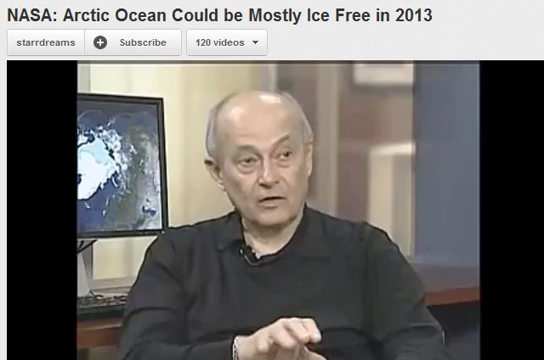 NASA: Arctic Ocean Could be Mostly Ice Free in 2013
starrdreams Subscribe 120 videos